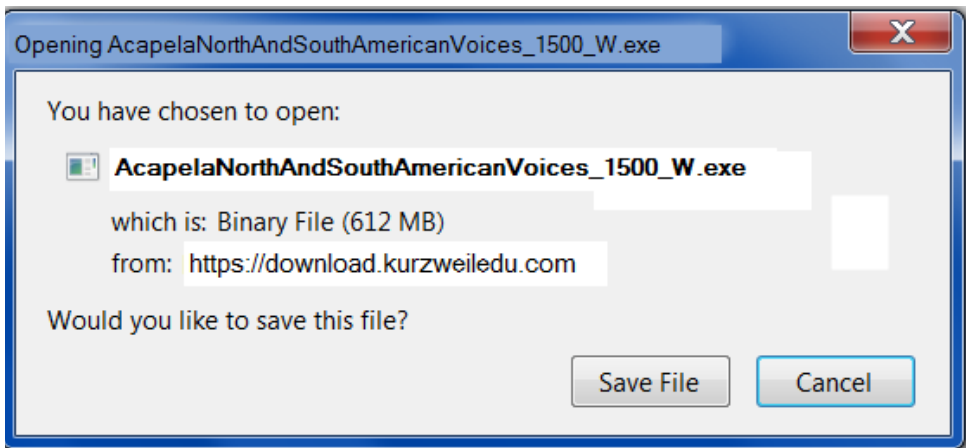 Opening AcapelaNorthAndSouthAmericanVoices_1500_W.exe
X
You have chosen to open:
AcapelaNorthAndSouthAmericanVoices_1500_W.exe
which is: Binary File (612 MB)
from: https://download.kurzweiledu.com
Would you like to save this file?
Save File Cancel